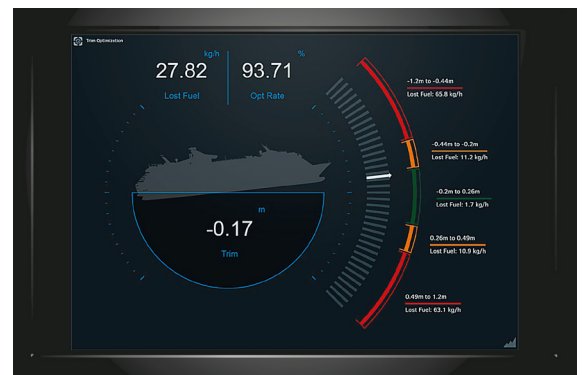 Trim Optimization
kg/h
%
27.82
93.71
Lost Fuel
Opt Rate
-1.2m to -0.44m
Lost Fuel: 65.8 kg/h
-0.44m to -0.2m
Lost Fuel: 11.2 kg/h
-0.2m to 0.26m
Lost Fuel: 1.7 kg/h
m
-0.17
Trim
0.26m to 0.49m
Lost Fuel: 10.9 kg/h
0.49m to 1.2m
Lost Fuel: 63.1 kg/h